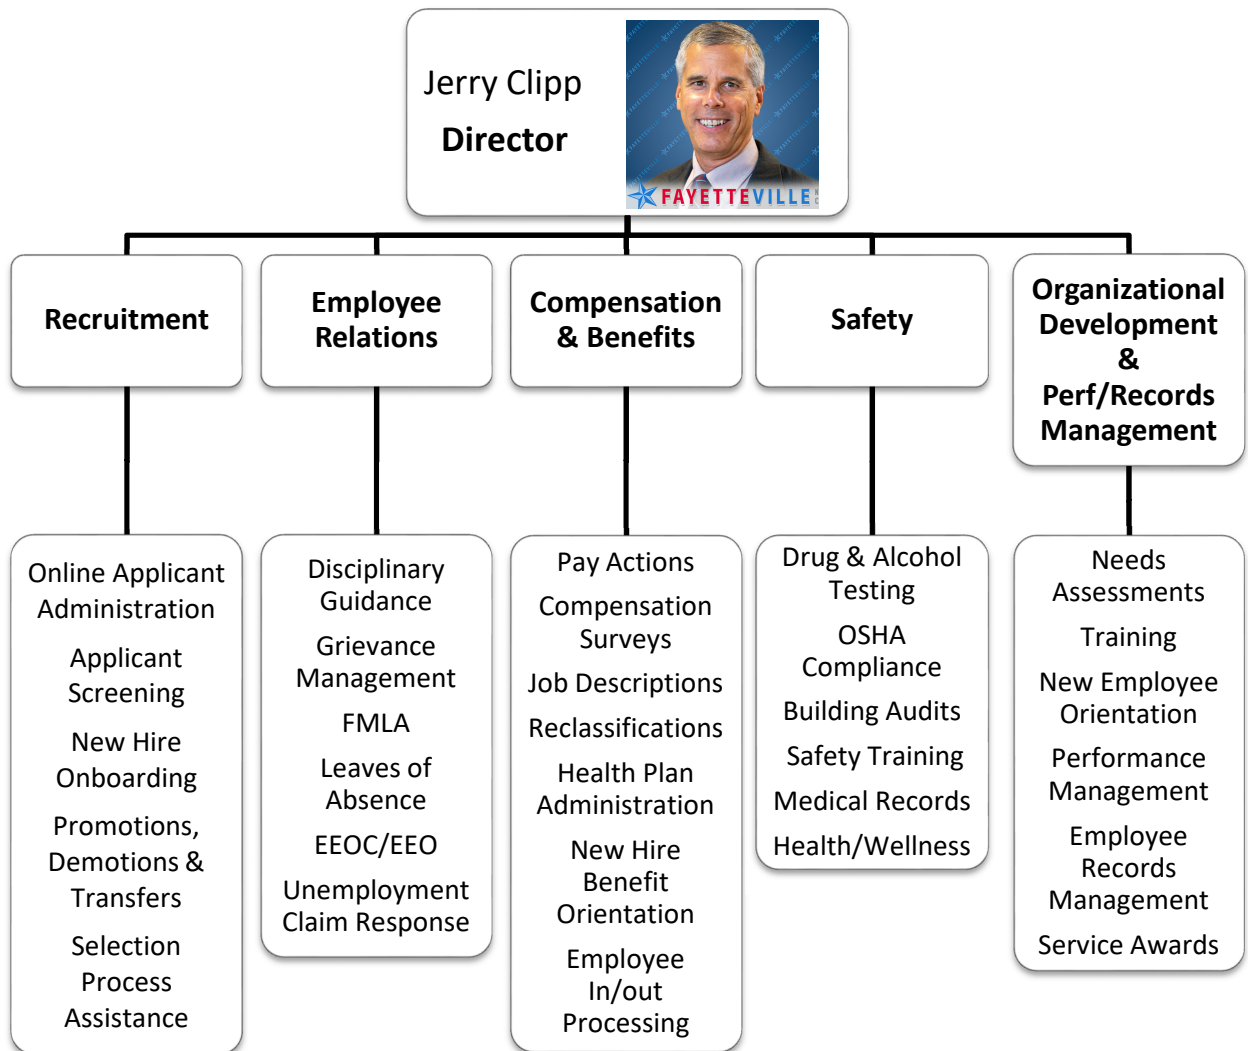 Jerry Clipp
Director
FAYETTEVILLE
Recruitment
Employee
Relations
Compensation
& Benefits
Safety
Organizational
Development
&
Perf/Records
Management
Online Applicant
Administration
Applicant
Screening
New Hire
Onboarding
Promotions,
Demotions &
Transfers
Selection
Process
Assistance
Disciplinary
Guidance
Grievance
Management
FMLA
Leaves of
Absence
EEOC/EEO
Unemployment
Claim Response
Pay Actions
Compensation
Surveys
Job Descriptions
Reclassifications
Health Plan
Administration
New Hire
Benefit
Orientation
Employee
In/out
Processing
Drug & Alcohol
Testing
OSHA
Compliance
Building Audits
Safety Training
Medical Records
Health/Wellness
Needs
Assessments
Training
New Employee
Orientation
Performance
Management
Employee
Records
Management
Service Awards